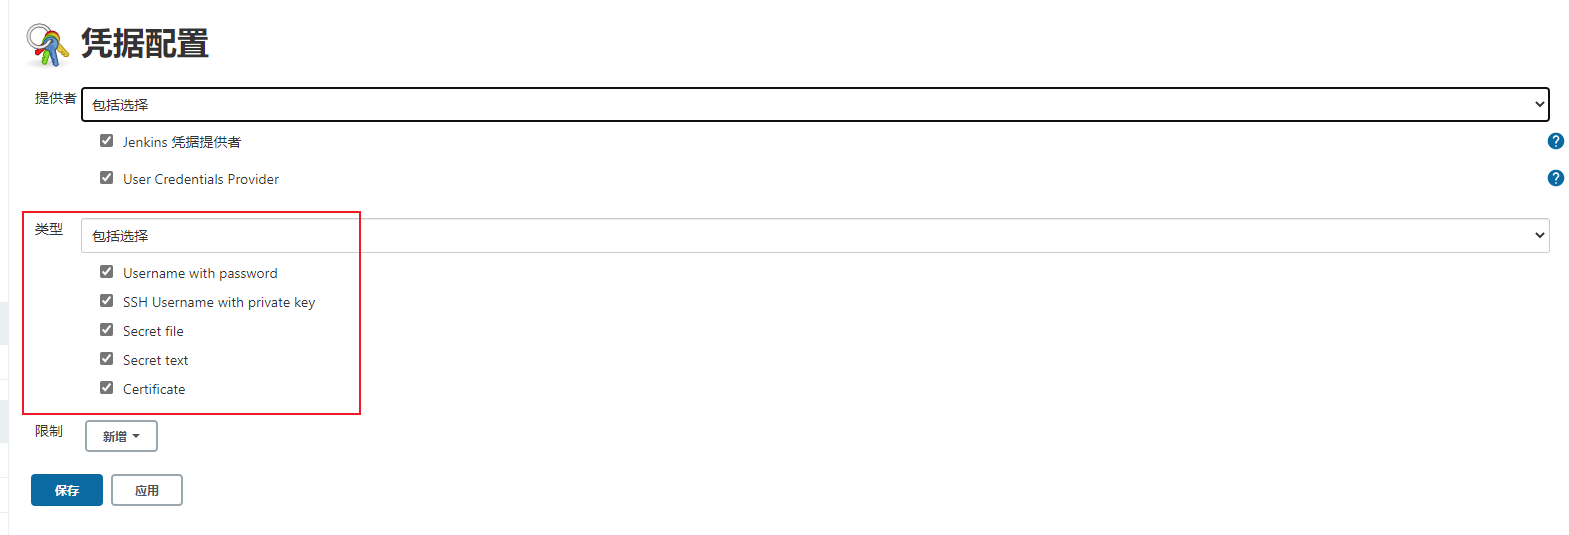 凭据配置
提供者
包括选择
Jenkins 凭据提供者
?
User Credentials Provider
?
类型
包括选择
Username with password
SSH Username with private key
Secret file
Secret text
Certificate
限制
新增
保存
应用